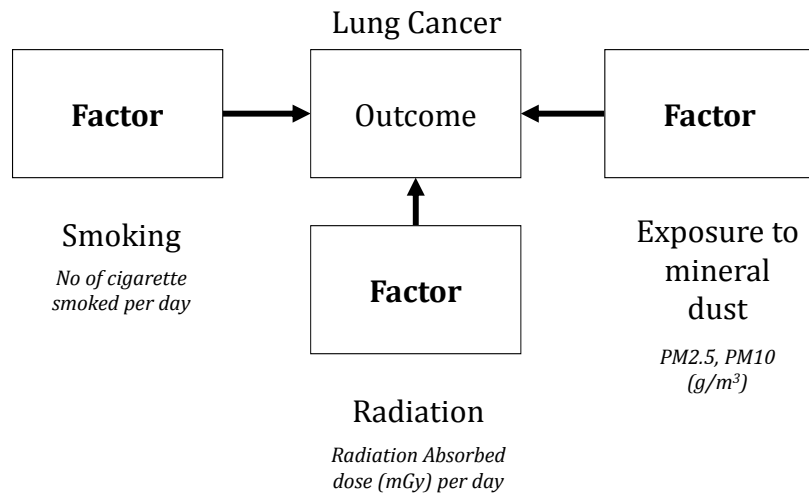 Lung Cancer
Factor
Outcome
Factor
Smoking
No of cigarette
smoked per day
Factor
Exposure to
mineral
dust
PM2.5, PM10
(g/m³)
Radiation
Radiation Absorbed
dose (mGy) per day